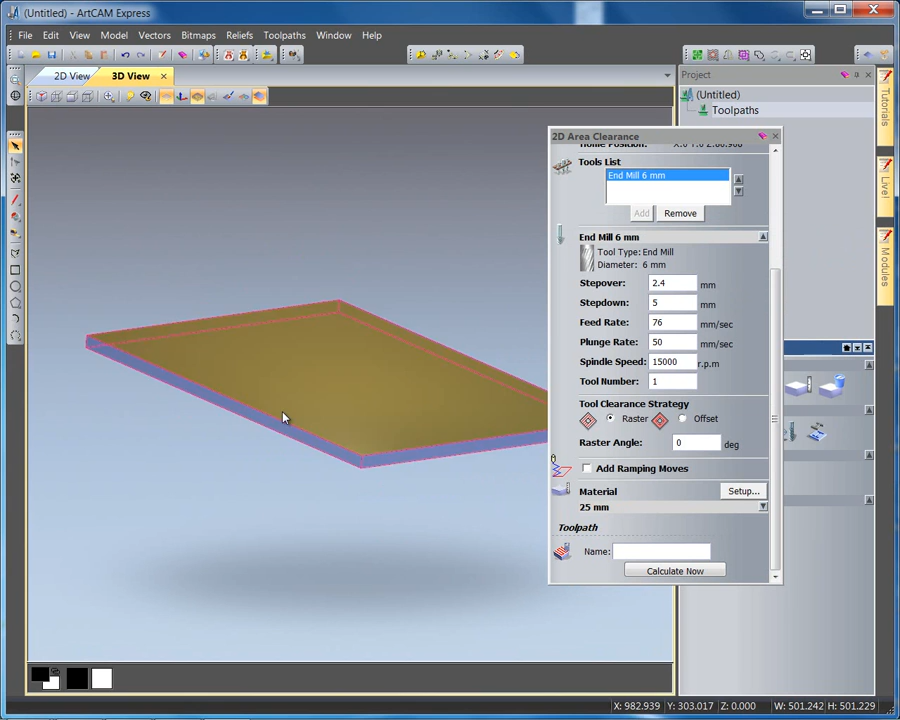 (Untitled) - ArtCAM Express
File Edit View Model Vectors Bitmaps Reliefs Toolpaths Window Help
2D View 3D View
Project
(Untitled)
Toolpaths
Tutorials
Live!
Modules
2D Area Clearance
Tools List
End Mill 6 mm
Add Remove
End Mill 6 mm
Tool Type: End Mill
Diameter: 6 mm
Stepover: 2.4 mm
Stepdown: 5 mm
Feed Rate: 76 mm/sec
Plunge Rate: 50 mm/sec
Spindle Speed: 15000 r.p.m
Tool Number: 1
Tool Clearance Strategy
Raster Offset
Raster Angle: 0 deg
Add Ramping Moves
Material Setup...
25 mm
Toolpath
Name:
Calculate Now
X: 982.939 Y: 303.017 Z: 0.000 W: 501.242 H: 501.229